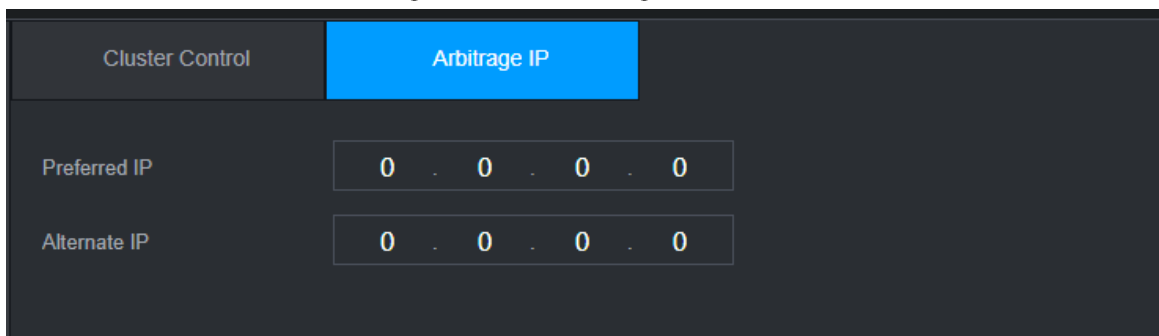 Cluster Control Arbitrage IP
Preferred IP 0 . 0 . 0 . 0
Alternate IP 0 . 0 . 0 . 0